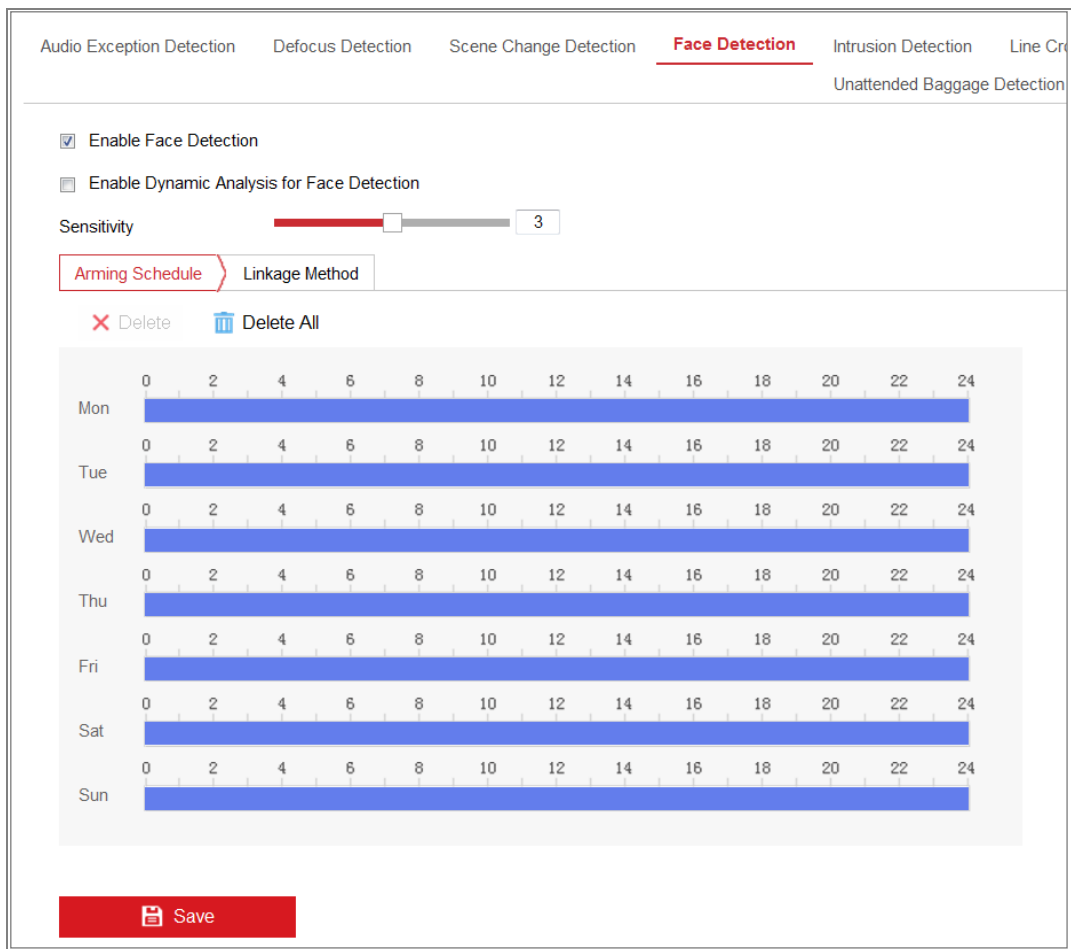 Audio Exception Detection Defocus Detection Scene Change Detection Face Detection Intrusion Detection Line Cro
Unattended Baggage Detection
Enable Face Detection
Enable Dynamic Analysis for Face Detection
Sensitivity 3
Arming Schedule Linkage Method
Delete Delete All
0 2 4 6 8 10 12 14 16 18 20 22 24
Mon
0 2 4 6 8 10 12 14 16 18 20 22 24
Tue
0 2 4 6 8 10 12 14 16 18 20 22 24
Wed
0 2 4 6 8 10 12 14 16 18 20 22 24
Thu
0 2 4 6 8 10 12 14 16 18 20 22 24
Fri
0 2 4 6 8 10 12 14 16 18 20 22 24
Sat
0 2 4 6 8 10 12 14 16 18 20 22 24
Sun
Save